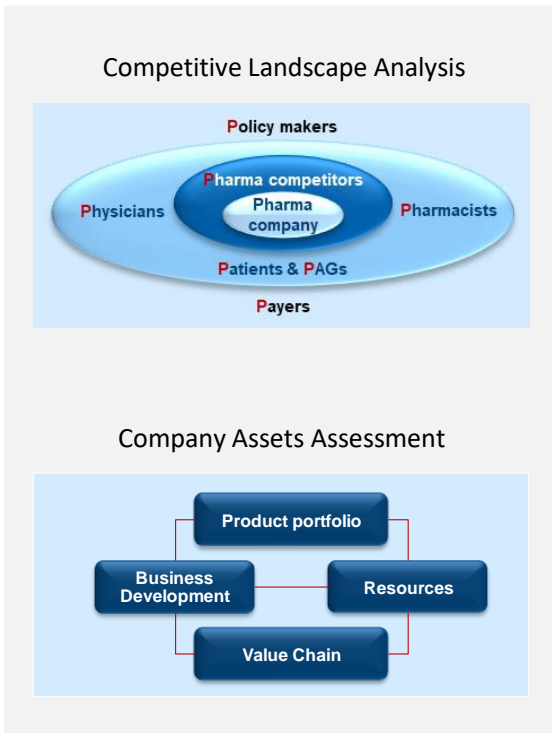 Competitive Landscape Analysis
Policy makers
Pharma competitors
Physicians
Pharma
company
Pharmacists
Patients & PAGs
Payers
Company Assets Assessment
Product portfolio
Business
Development
Resources
Value Chain